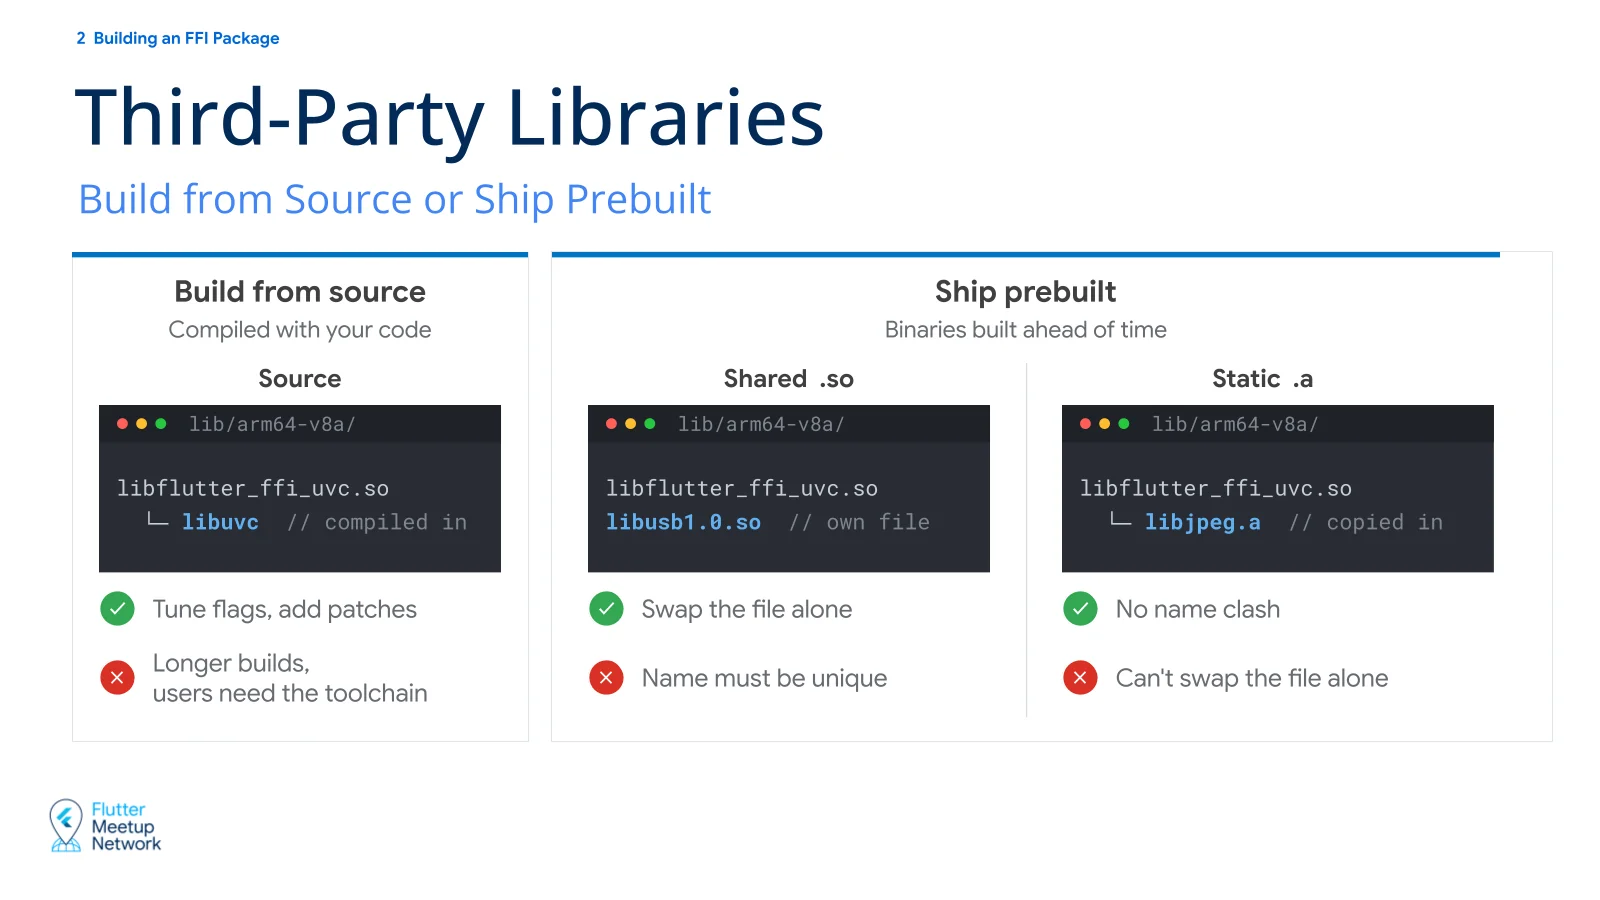 2 Building an FFI Package
Third-Party Libraries
Build from Source or Ship Prebuilt
Build from source
Compiled with your code
Source
lib/arm64-v8a/
libflutter_ffi_uvc.so
└─ libuvc // compiled in
Tune flags, add patches
Longer builds,
users need the toolchain
Ship prebuilt
Binaries built ahead of time
Shared .so
lib/arm64-v8a/
libflutter_ffi_uvc.so
libusb1.0.so // own file
Swap the file alone
Name must be unique
Static .a
lib/arm64-v8a/
libflutter_ffi_uvc.so
└─ libjpeg.a // copied in
No name clash
Can't swap the file alone
Flutter
Meetup
Network